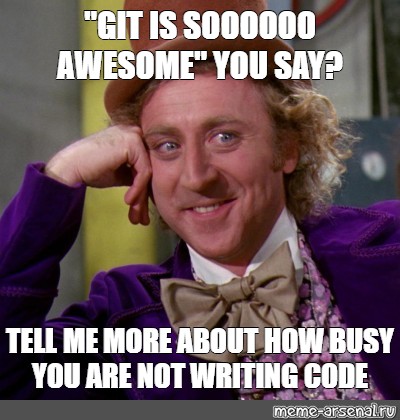 "GIT IS SOOOOOO
AWESOME" YOU SAY?
TELL ME MORE ABOUT HOW BUSY
YOU ARE NOT WRITING CODE
meme-arsenal.ru